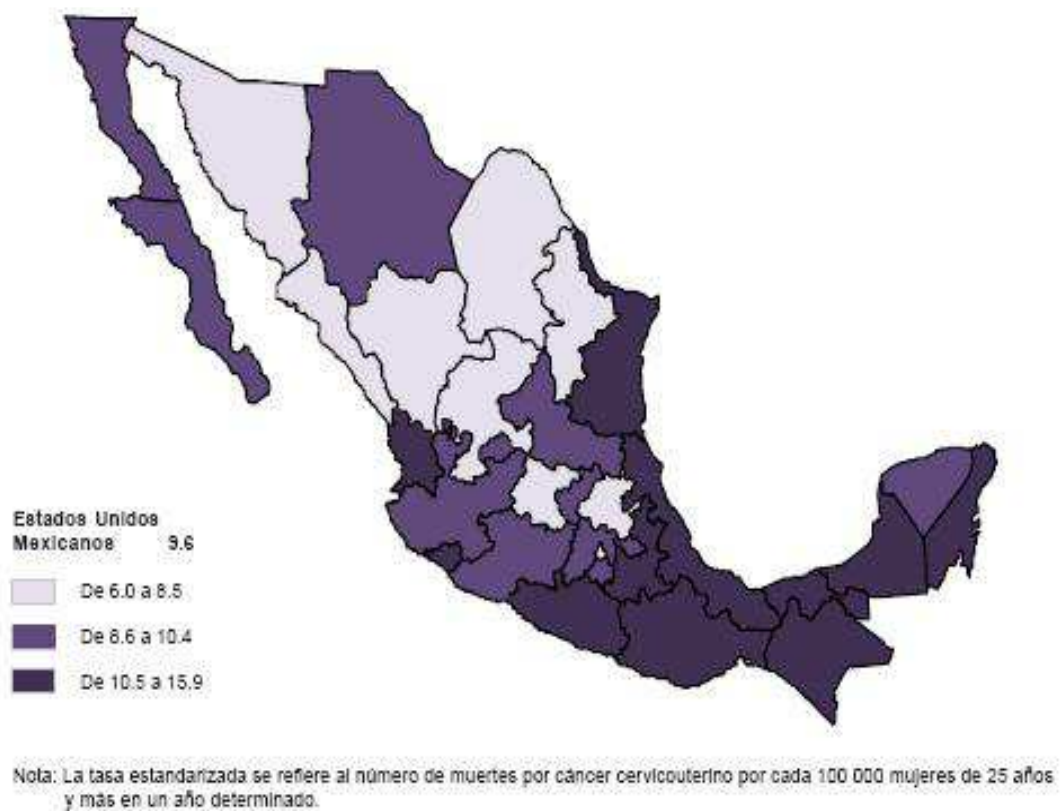 Estados Unidos
Mexicanos 9.6
De 6.0 a 8.5
De 8.6 a 10.4
De 10.5 a 15.9
Nota: La tasa estandarizada se refiere al número de muertes por cáncer cervicouterino por cada 100 000 mujeres de 25 años
y más en un año determinado.